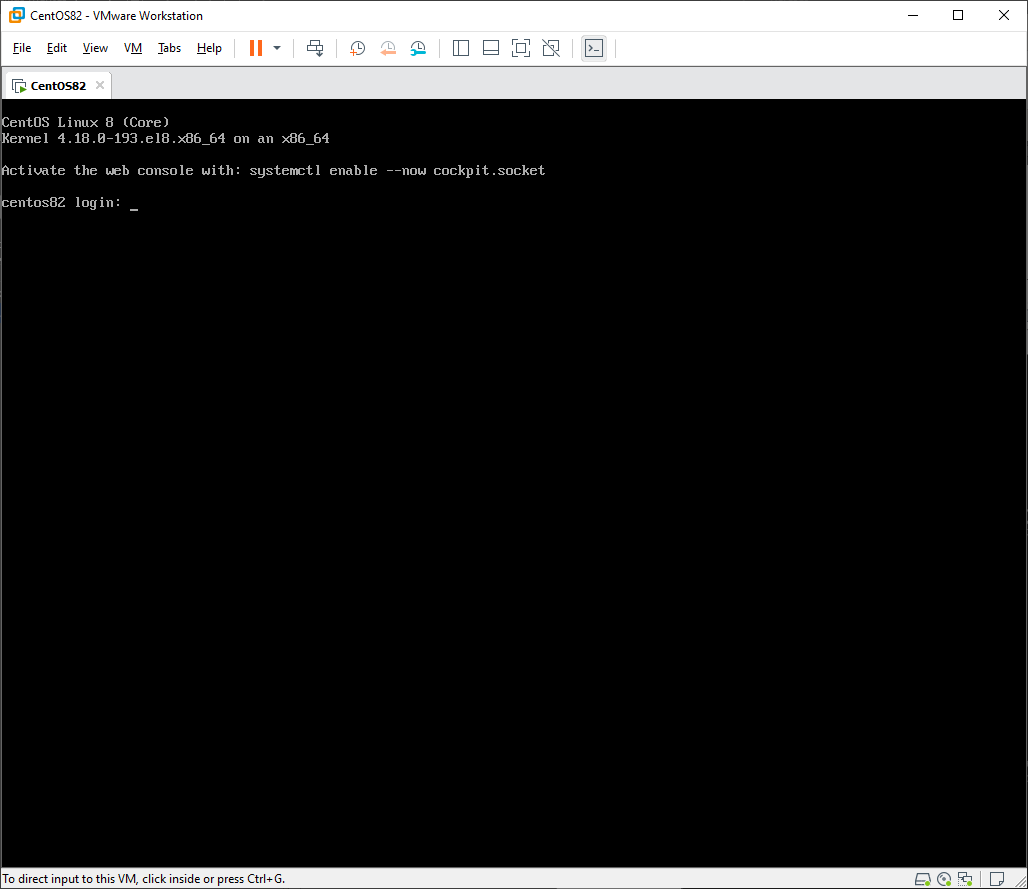 CentOS82 - VMware Workstation
File Edit View VM Tabs Help
CentOS82
CentOS Linux 8 (Core)
Kernel 4.18.0-193.el8.x86_64 on an x86_64
Activate the web console with: systemctl enable --now cockpit.socket
centos82 login: _
To direct input to this VM, click inside or press Ctrl+G.